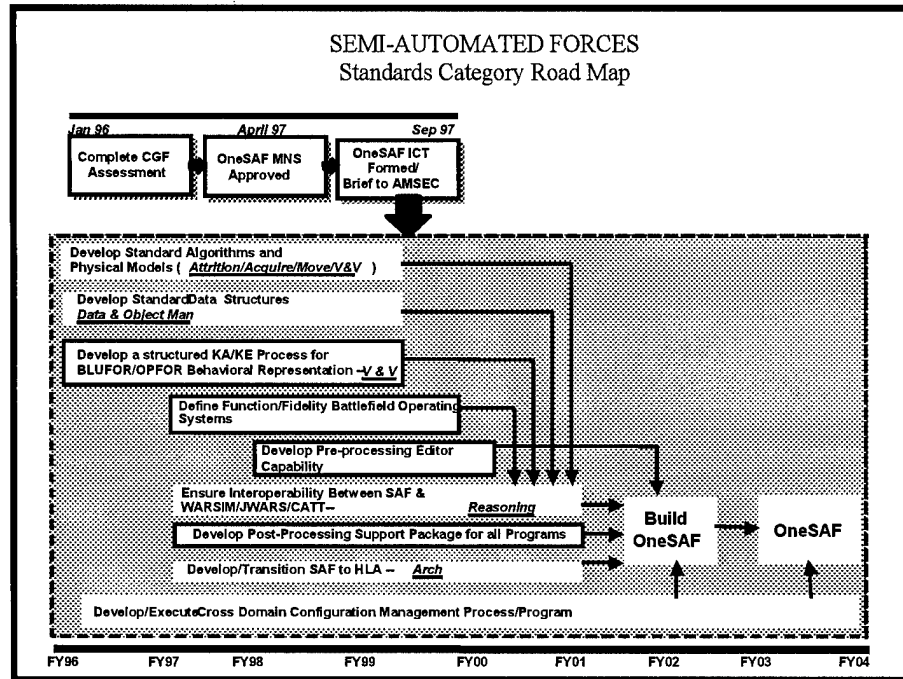 SEMI-AUTOMATED FORCES
Standards Category Road Map
Jan 96
April 97
Sep 97
Complete CGF
Assessment
OneSAF MNS
Approved
OneSAF ICT
Formed/
Brief to AMSEC
Develop Standard Algorithms and
Physical Models ( Attrition/Acquire/Move/V&V )
Develop StandardData Structures
Data & Object Man
Develop a structured KA/KE Process for
BLUFOR/OPFOR Behavioral Representation --V & V
Define Function/Fidelity Battlefield Operating
Systems
Develop Pre-processing Editor
Capability
Ensure Interoperability Between SAF &
WARSIM/JWARS/CATT-- Reasoning
Develop Post-Processing Support Package for all Programs
Develop/Transition SAF to HLA -- Arch
Build
OneSAF
OneSAF
Develop/ExecuteCross Domain Configuration Management Process/Program
FY96 FY97 FY98 FY99 FY00 FY01 FY02 FY03 FY04